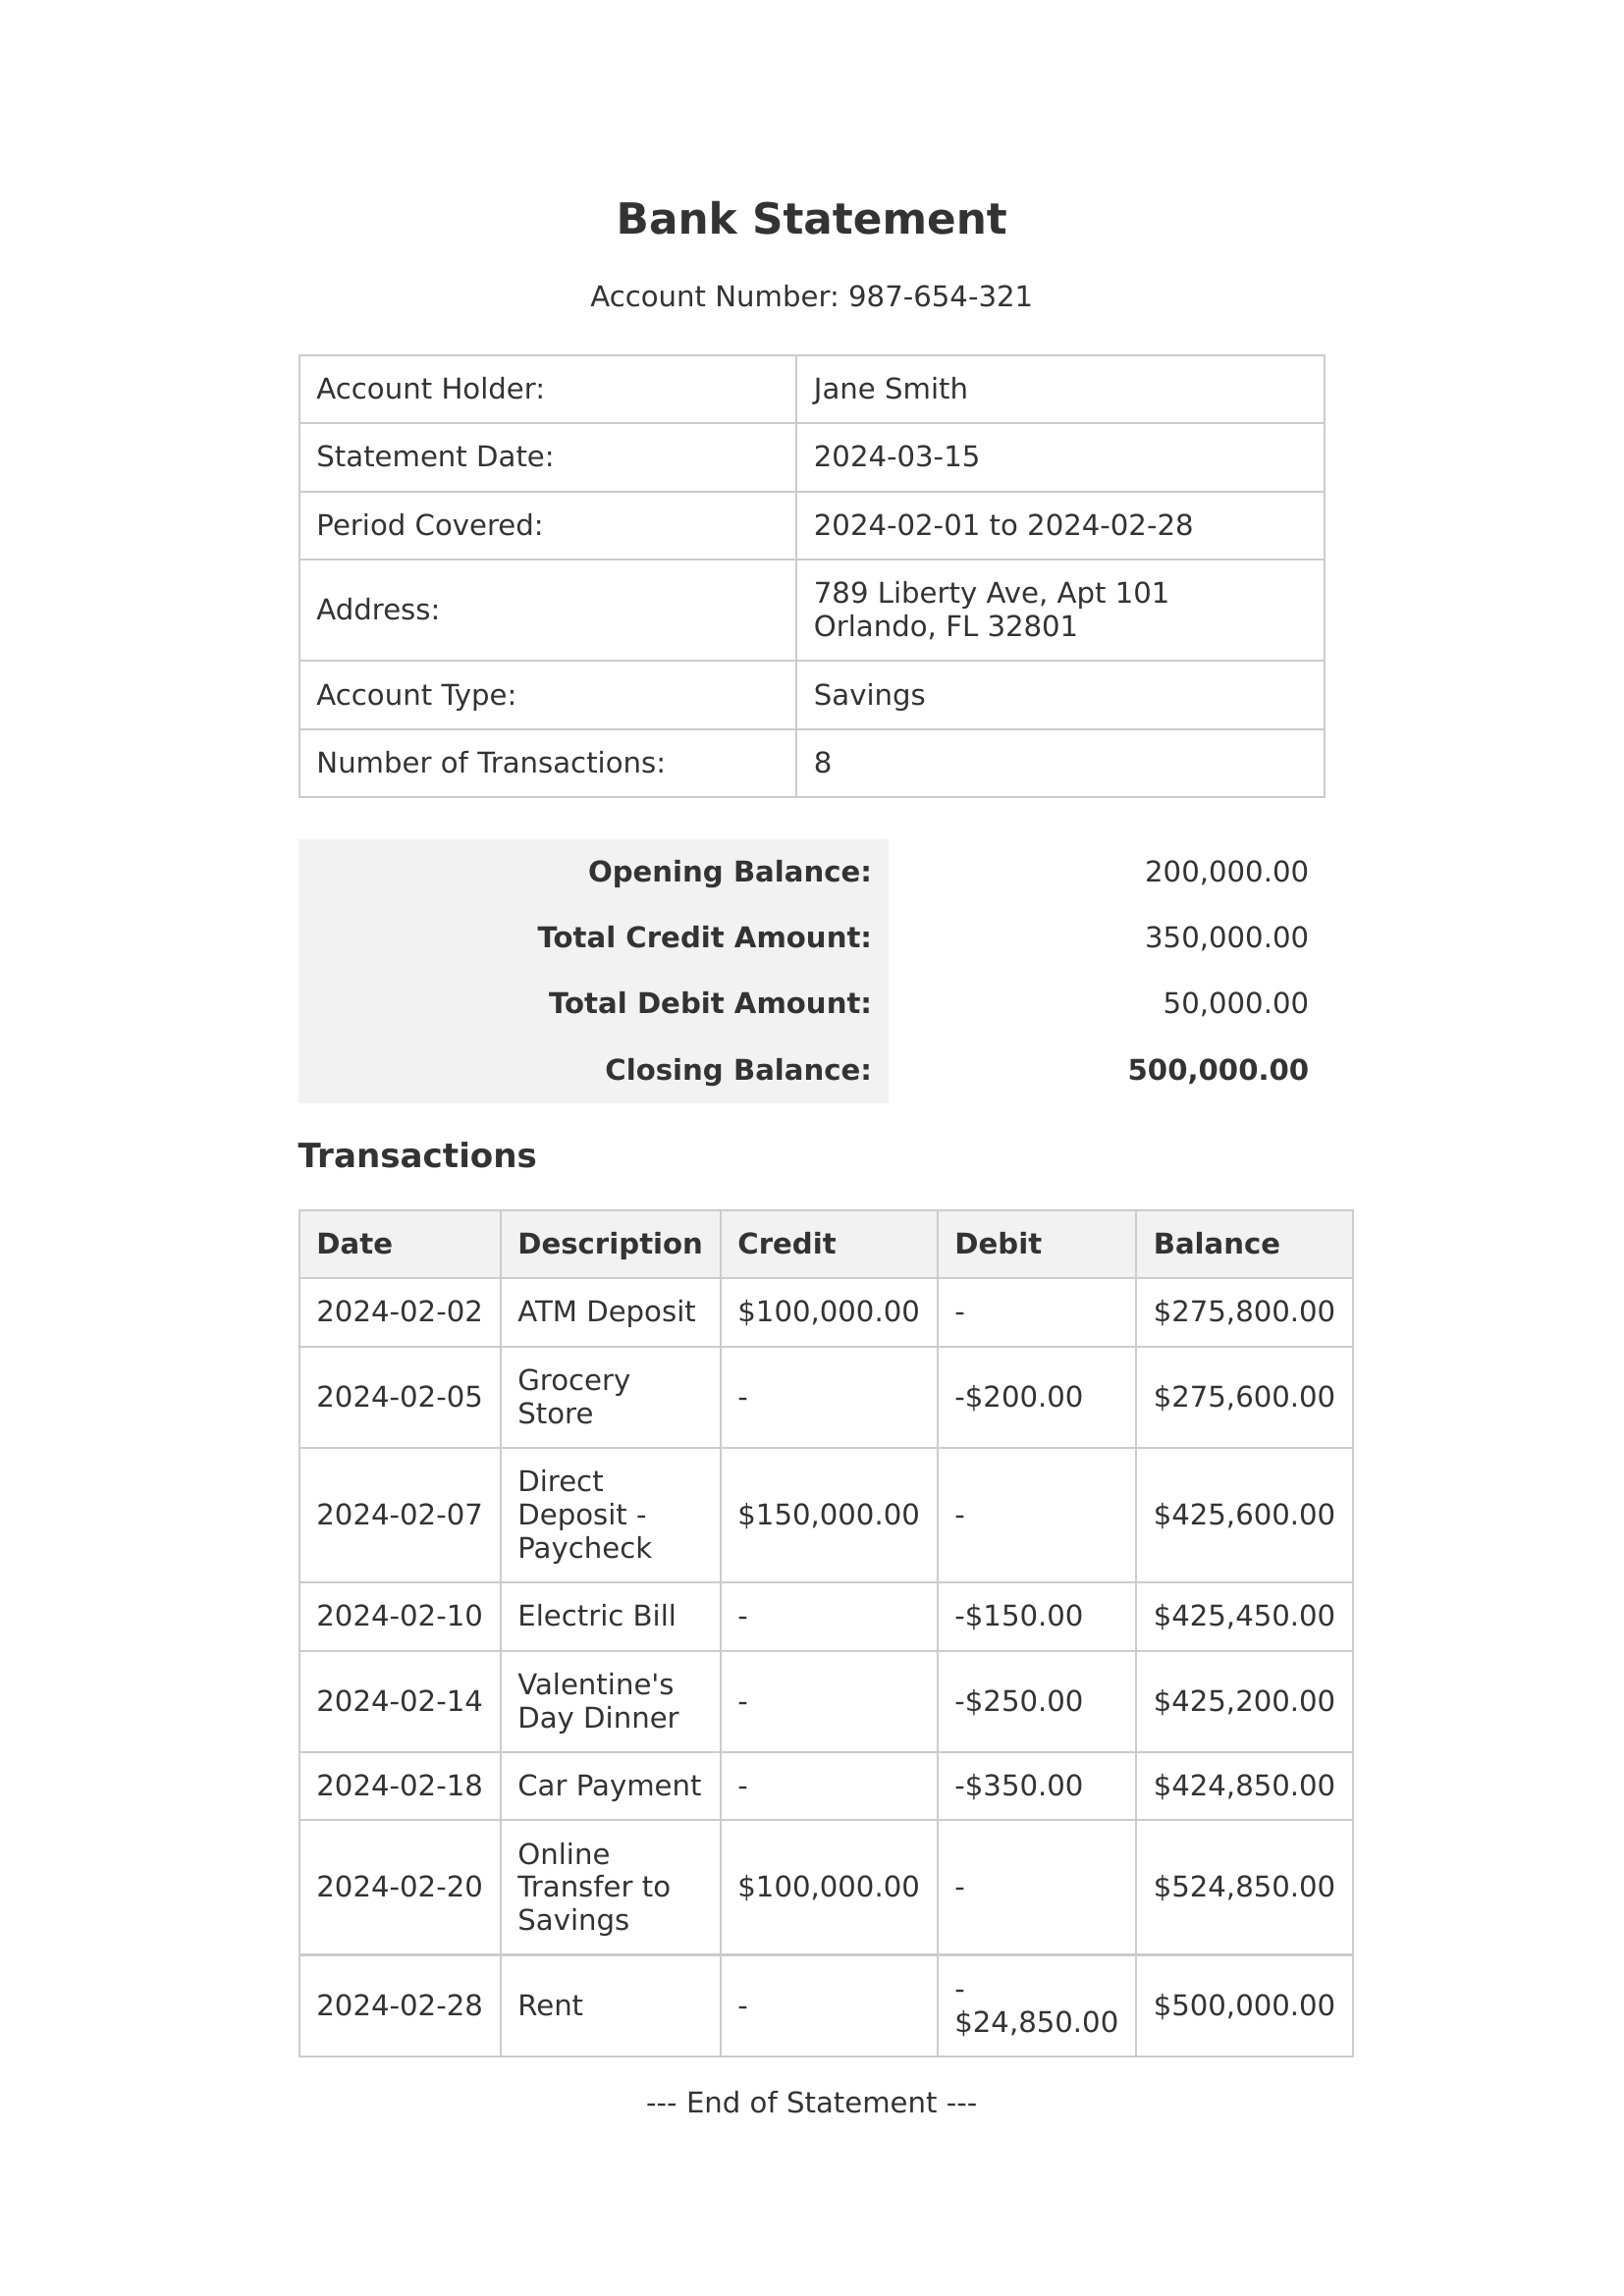 Bank Statement
Account Number: 987-654-321
Account Holder: Jane Smith
Statement Date: 2024-03-15
Period Covered: 2024-02-01 to 2024-02-28
Address: 789 Liberty Ave, Apt 101
Orlando, FL 32801
Account Type: Savings
Number of Transactions: 8
Opening Balance: 200,000.00
Total Credit Amount: 350,000.00
Total Debit Amount: 50,000.00
Closing Balance: 500,000.00
Transactions
Date Description Credit Debit Balance
2024-02-02 ATM Deposit $100,000.00 - $275,800.00
2024-02-05 Grocery
Store - -$200.00 $275,600.00
2024-02-07 Direct
Deposit -
Paycheck $150,000.00 - $425,600.00
2024-02-10 Electric Bill - -$150.00 $425,450.00
2024-02-14 Valentine's
Day Dinner - -$250.00 $425,200.00
2024-02-18 Car Payment - -$350.00 $424,850.00
2024-02-20 Online
Transfer to
Savings $100,000.00 - $524,850.00
2024-02-28 Rent - -
$24,850.00 $500,000.00
--- End of Statement ---